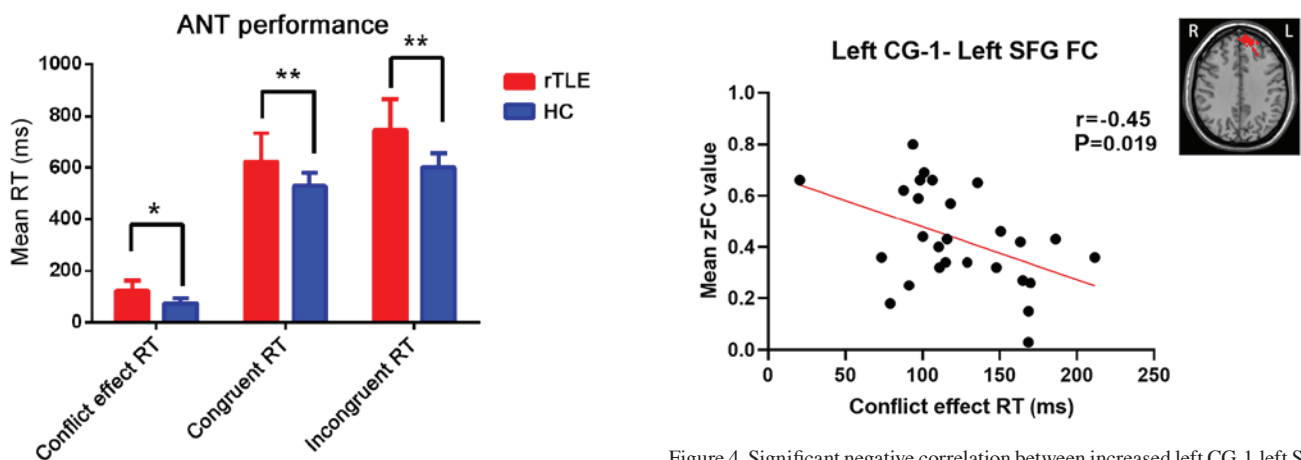 ANT performance
**
**
*
rTLE
HC
Mean RT (ms)
1000
800
600
400
200
0
Conflict effect RT
Congruent RT
Incongruent RT
Left CG-1- Left SFG FC
R L
r=-0.45
P=0.019
Mean zFC value
1.0
0.8
0.6
0.4
0.2
0.0
0 50 100 150 200 250
Conflict effect RT (ms)
Figure 4. Significant negative correlation between increased left CG-1 left S